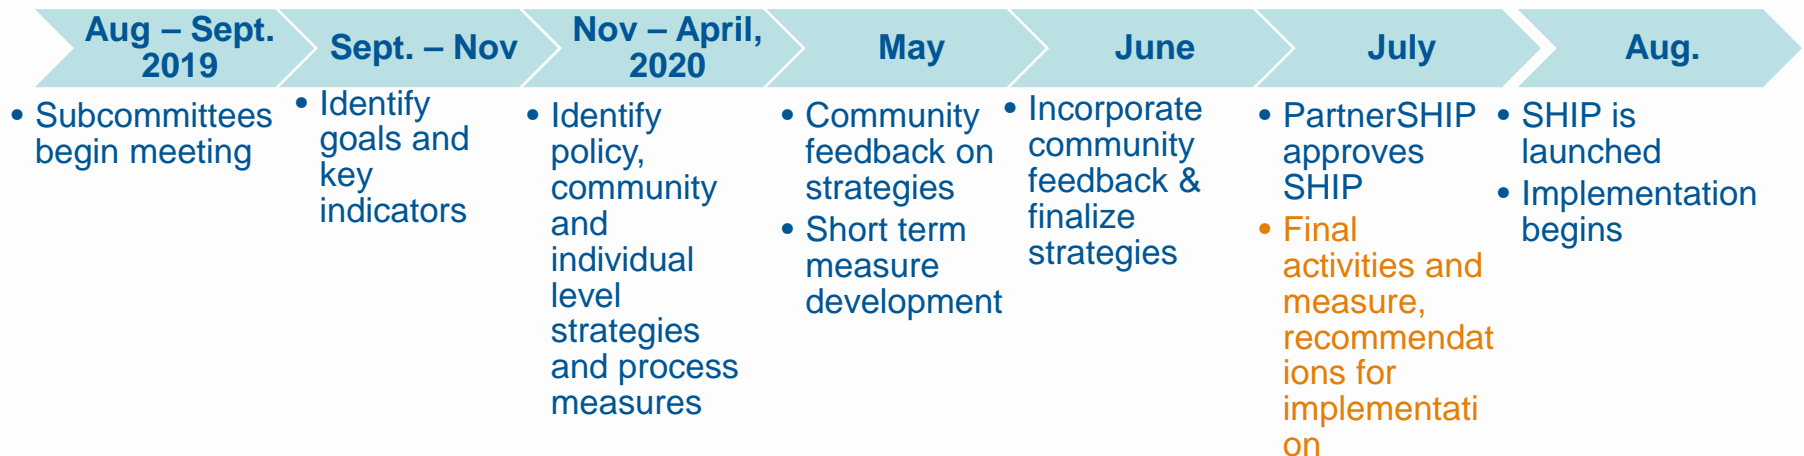 Aug – Sept.
2019
Sept. – Nov
Nov – April,
2020
May
June
July
Aug.
• Subcommittees
begin meeting
• Identify
goals and
key
indicators
• Identify
policy,
community
and
individual
level
strategies
and process
measures
• Community
feedback on
strategies
• Short term
measure
development
• Incorporate
community
feedback &
finalize
strategies
• PartnerSHIP
approves
SHIP
• Final
activities and
measure,
recommendat
ions for
implementati
on
• SHIP is
launched
• Implementation
begins